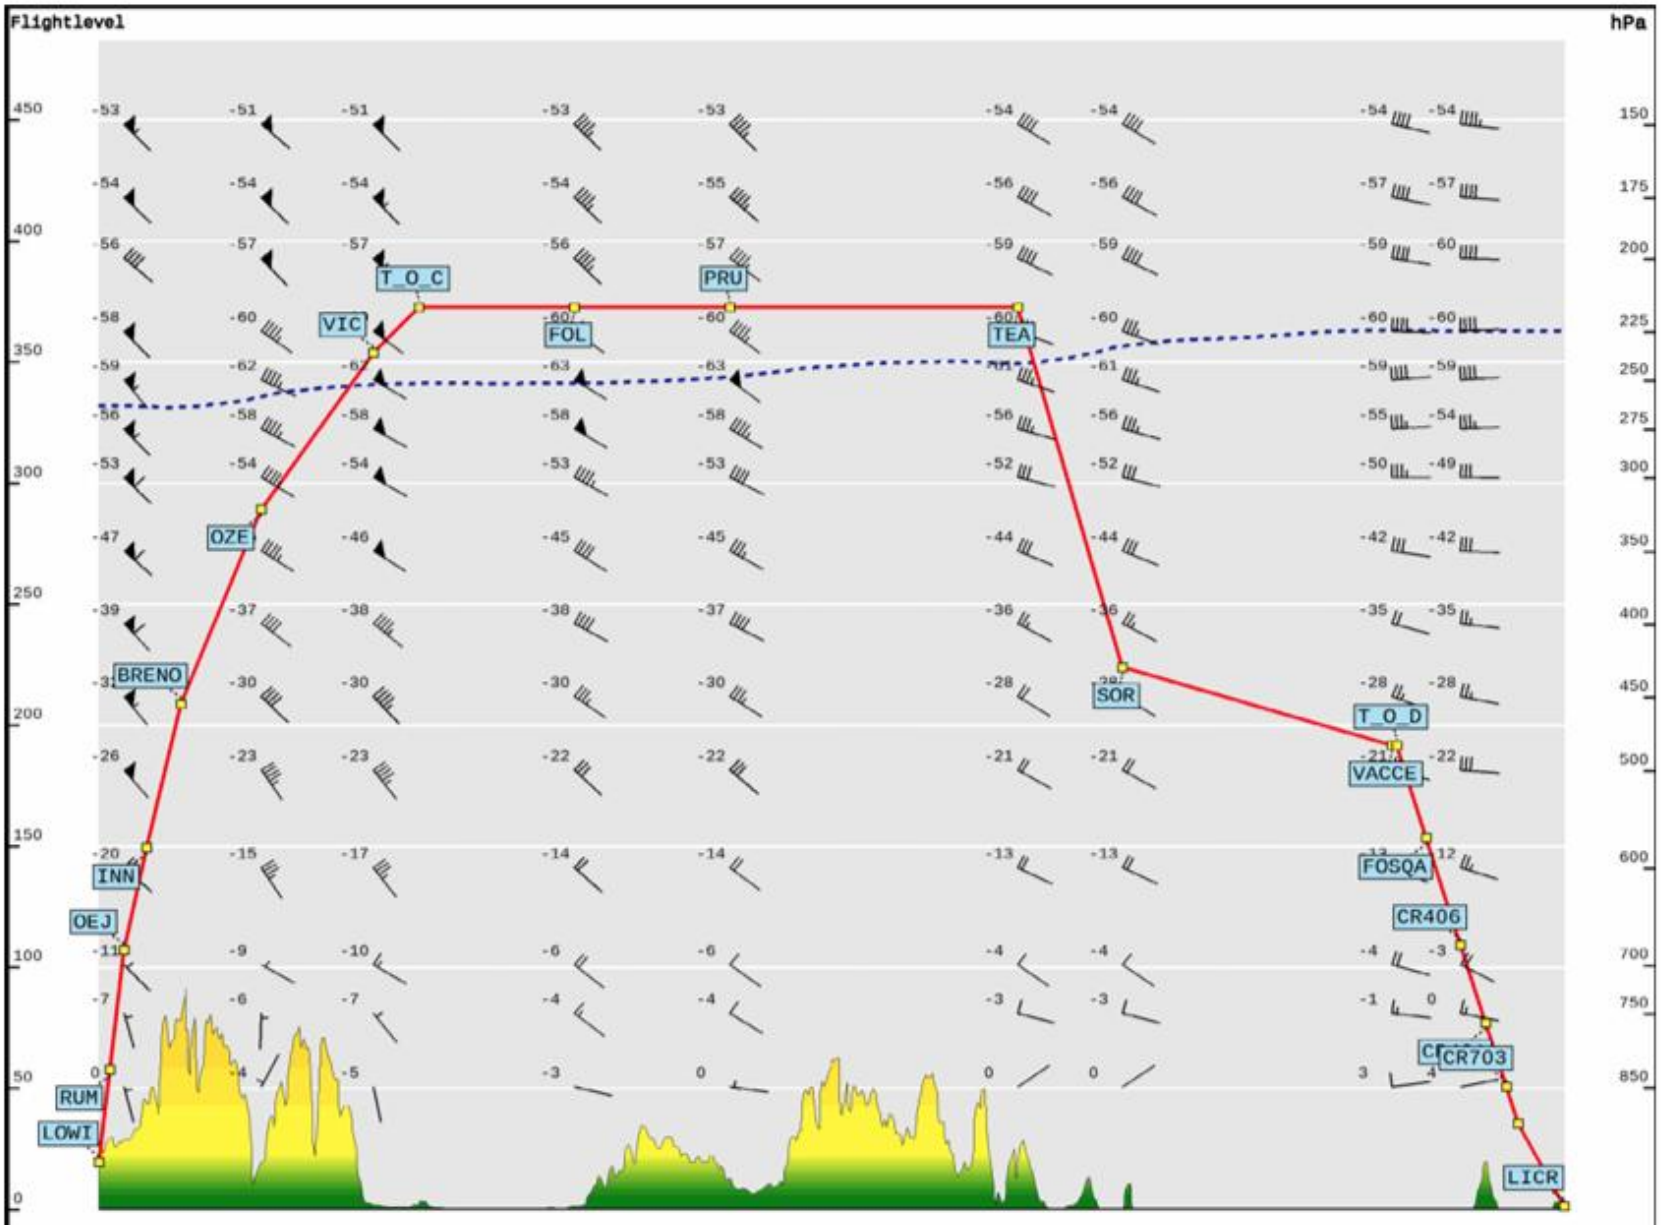 Flightlevel hPa
450 -53 -51 -51 -53 -53 -54 -54 -54 -54 150
-54 -54 -54 -54 -55 -56 -56 -57 -57 175
400 -56 -57 -57 -56 -57 -59 -59 -59 -60 200
T_O_C PRU
-58 -60 VIC -60 -60 -60 -60 -60 -60 225
FOL TEA
350 -59 -62 -63 -63 -61 -61 -59 -59 250
-56 -58 -58 -58 -58 -56 -56 -55 -54 275
300 -53 -54 -54 -53 -53 -52 -52 -50 -49 300
OZE
-47 -46 -45 -45 -44 -44 -42 -42 350
250 -39 -37 -38 -38 -37 -36 -36 -35 -35 400
BRENO
-30 -30 -30 -30 -28 -28 -28 450
SOR
200 T_O_D
-26 -23 -23 -22 -22 -21 -21 -21 -22 500
VACCE
150 -20 -15 -17 -14 -14 -13 -13 12 600
INN FOSQA
OEJ CR406
100 -11 -9 -10 -6 -6 -4 -4 -4 -3 700
-7 -6 -7 -4 -4 -3 -3 -1 0 750
CR703
50 0 -4 -5 -3 0 0 0 3 4 850
RUM
LOWI
LICR
0